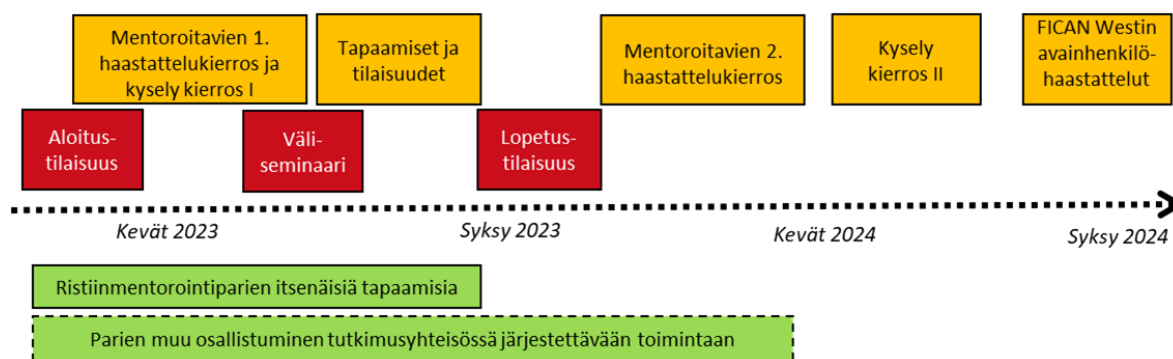 Mentoroitavien 1.
haastattelukierros ja
kysely kierros I
Tapaamiset ja
tilaisuudet
Mentoroitavien 2.
haastattelukierros
Kysely
kierros II
FICAN Westin
avainhenkilö-
haastattelut
Aloitus-
tilaisuus
Väli-
seminaari
Lopetus-
tilaisuus
Kevät 2023
Syksy 2023
Kevät 2024
Syksy 2024
Ristiinmentorointiparien itsenäisiä tapaamisia
Parien muu osallistuminen tutkimusyhteisössä järjestettävään toimintaan